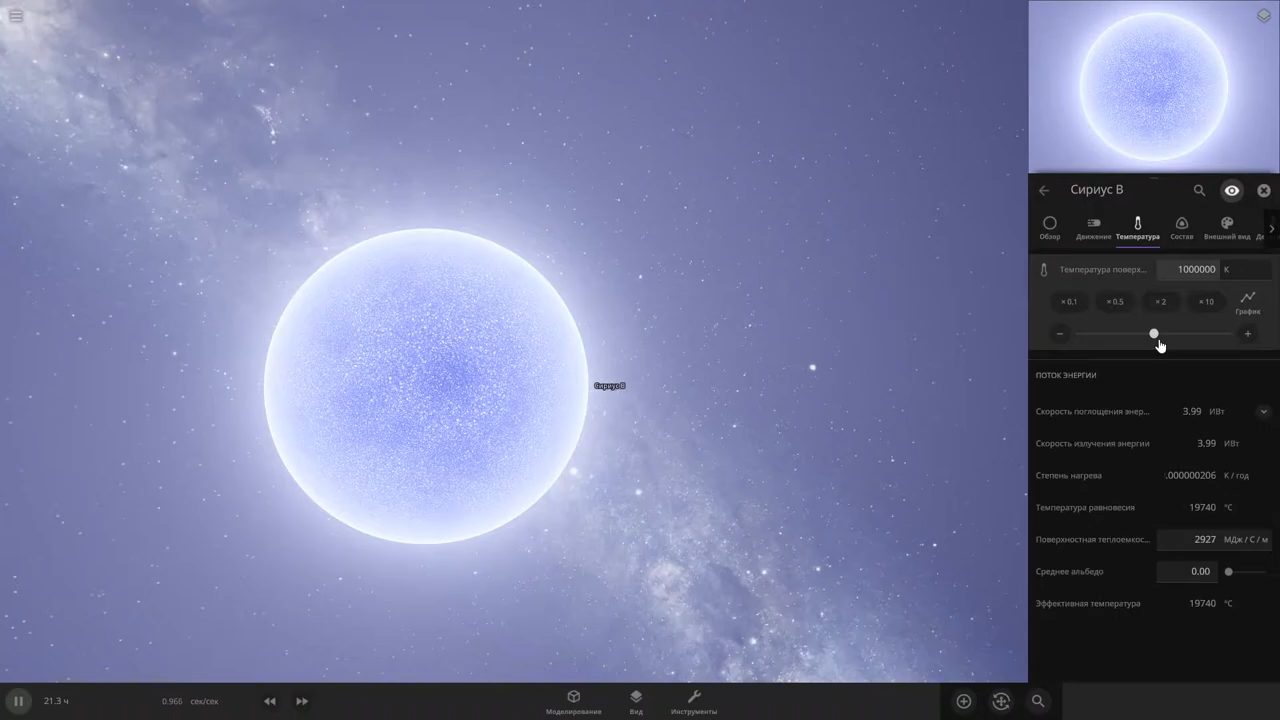 Сириус B
Сириус B
Обзор
Движение
Температура
Состав
Внешний вид
Температура поверх...
1000000
К
× 0.1
× 0.5
× 2
× 10
График
ПОТОК ЭНЕРГИИ
Скорость поглощения энер...
3.99 ИВт
Скорость излучения энергии
3.99 ИВт
Степень нагрева
.000000206 К / год
Температура равновесия
19740 °C
Поверхностная теплоемкос...
2927 МДж / C / м
Среднее альбедо
0.00
Эффективная температура
19740 °C
21.3 ч
0.966 сек/сек
Моделирование
Вид
Инструменты